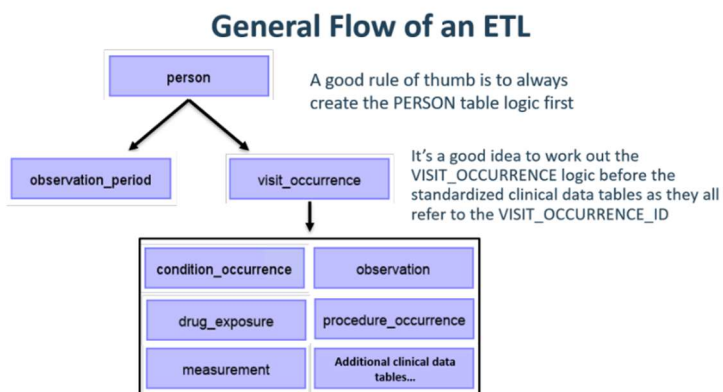 General Flow of an ETL
person
A good rule of thumb is to always
create the PERSON table logic first
observation_period
visit_occurrence
It's a good idea to work out the
VISIT_OCCURRENCE logic before the
standardized clinical data tables as they all
refer to the VISIT_OCCURRENCE_ID
condition_occurrence
observation
drug_exposure
procedure_occurrence
measurement
Additional clinical data
tables...